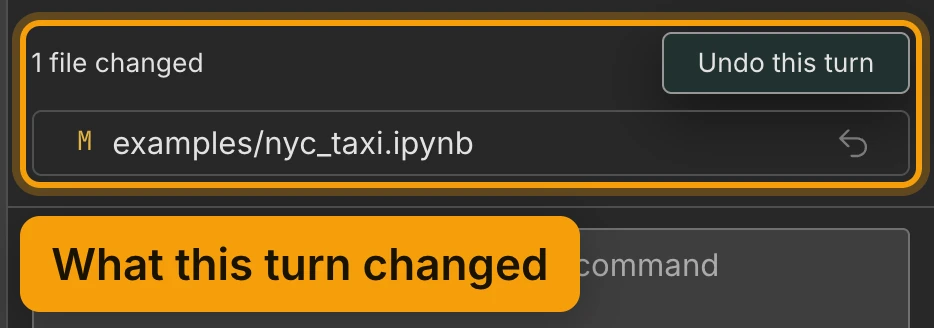 1 file changed
Undo this turn
M examples/nyc_taxi.ipynb
What this turn changed
command